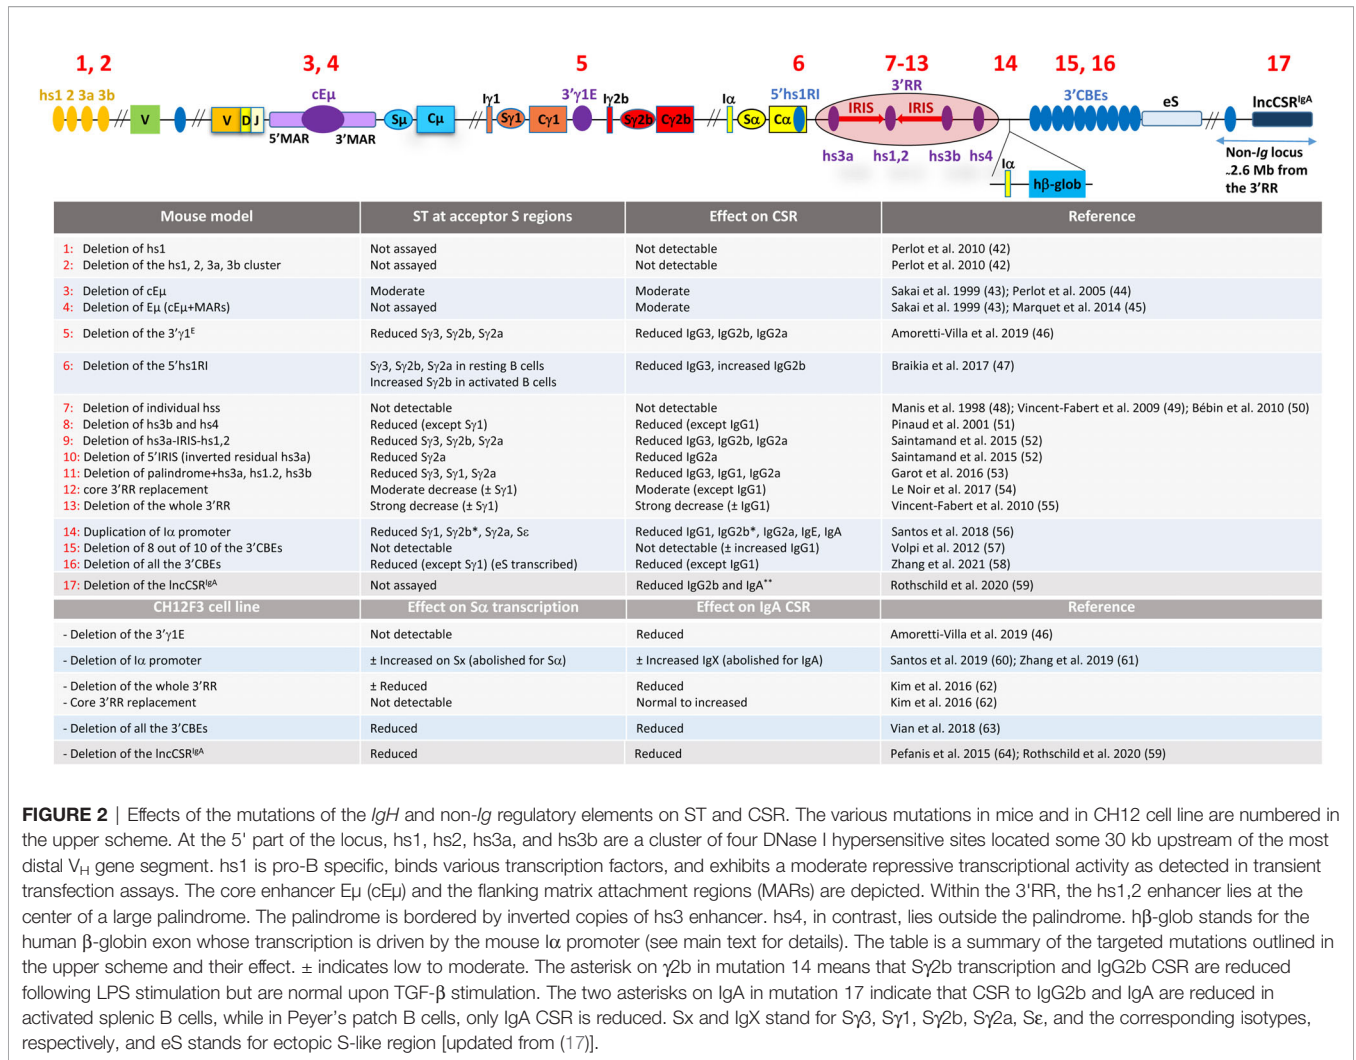 1, 2
3, 4
5
6
7-13
14
15, 16
17
hs1 2 3a 3b
cEμ
Iγ1
3'γ1E
Iγ2b
Iα
5'hs1RI
3'RR
3'CBEs
eS
lncCSRIgA
V
V D J
Sμ
Cμ
Sγ1
Cγ1
Sγ2b
Cγ2b
Sα
Cα
IRIS
IRIS
5'MAR
3'MAR
hs3a
hs1,2
hs3b
hs4
Iα
hβ-glob
Non-Ig locus
~2.6 Mb from
the 3'RR
Mouse model ST at acceptor S regions Effect on CSR Reference
1: Deletion of hs1 Not assayed Not detectable Perlot et al. 2010 (42)
2: Deletion of the hs1, 2, 3a, 3b cluster Not assayed Not detectable Perlot et al. 2010 (42)
3: Deletion of cEμ Moderate Moderate Sakai et al. 1999 (43); Perlot et al. 2005 (44)
4: Deletion of Eμ (cEμ+MARs) Not assayed Moderate Sakai et al. 1999 (43); Marquet et al. 2014 (45)
5: Deletion of the 3'γ1E Reduced Sγ3, Sγ2b, Sγ2a Reduced IgG3, IgG2b, IgG2a Amoretti-Villa et al. 2019 (46)
6: Deletion of the 5'hs1RI Sγ3, Sγ2b, Sγ2a in resting B cells Reduced IgG3, increased IgG2b Braikia et al. 2017 (47)
Increased Sγ2b in activated B cells
7: Deletion of individual hss Not detectable Not detectable Manis et al. 1998 (48); Vincent-Fabert et al. 2009 (49); Bébin et al. 2010 (50)
8: Deletion of hs3b and hs4 Reduced (except Sγ1) Reduced (except IgG1) Pinaud et al. 2001 (51)
9: Deletion of hs3a-IRIS-hs1,2 Reduced Sγ3, Sγ2b, Sγ2a Reduced IgG3, IgG2b, IgG2a Saintamand et al. 2015 (52)
10: Deletion of 5'IRIS (inverted residual hs3a) Reduced Sγ2a Reduced IgG2a Saintamand et al. 2015 (52)
11: Deletion of palindrome+hs3a, hs1.2, hs3b Reduced Sγ3, Sγ1, Sγ2a Reduced IgG3, IgG1, IgG2a Garot et al. 2016 (53)
12: core 3'RR replacement Moderate decrease (± Sγ1) Moderate (except IgG1) Le Noir et al. 2017 (54)
13: Deletion of the whole 3'RR Strong decrease (± Sγ1) Strong decrease (± IgG1) Vincent-Fabert et al. 2010 (55)
14: Duplication of Iα promoter Reduced Sγ1, Sγ2b*, Sγ2a, Sε Reduced IgG1, IgG2b*, IgG2a, IgE, IgA Santos et al. 2018 (56)
15: Deletion of 8 out of 10 of the 3'CBEs Not detectable Not detectable (± increased IgG1) Volpi et al. 2012 (57)
16: Deletion of all the 3'CBEs Reduced (except Sγ1) (eS transcribed) Reduced (except IgG1) Zhang et al. 2021 (58)
17: Deletion of the lncCSRIgA Not assayed Reduced IgG2b and IgA** Rothschild et al. 2020 (59)
CH12F3 cell line Effect on Sα transcription Effect on IgA CSR Reference
- Deletion of the 3'γ1E Not detectable Reduced Amoretti-Villa et al. 2019 (46)
- Deletion of Iα promoter ± Increased on Sx (abolished for Sα) ± Increased IgX (abolished for IgA) Santos et al. 2019 (60); Zhang et al. 2019 (61)
- Deletion of the whole 3'RR ± Reduced Reduced Kim et al. 2016 (62)
- Core 3'RR replacement Not detectable Normal to increased Kim et al. 2016 (62)
- Deletion of all the 3'CBEs Reduced Reduced Vian et al. 2018 (63)
- Deletion of the lncCSRIgA Reduced Reduced Pefanis et al. 2015 (64); Rothschild et al. 2020 (59)
FIGURE 2 | Effects of the mutations of the IgH and non-Ig regulatory elements on ST and CSR. The various mutations in mice and in CH12 cell line are numbered in
the upper scheme. At the 5' part of the locus, hs1, hs2, hs3a, and hs3b are a cluster of four DNase I hypersensitive sites located some 30 kb upstream of the most
distal VH gene segment. hs1 is pro-B specific, binds various transcription factors, and exhibits a moderate repressive transcriptional activity as detected in transient
transfection assays. The core enhancer Eμ (cEμ) and the flanking matrix attachment regions (MARs) are depicted. Within the 3'RR, the hs1,2 enhancer lies at the
center of a large palindrome. The palindrome is bordered by inverted copies of hs3 enhancer. hs4, in contrast, lies outside the palindrome. hβ-glob stands for the
human β-globin exon whose transcription is driven by the mouse Iα promoter (see main text for details). The table is a summary of the targeted mutations outlined in
the upper scheme and their effect. ± indicates low to moderate. The asterisk on γ2b in mutation 14 means that Sγ2b transcription and IgG2b CSR are reduced
following LPS stimulation but are normal upon TGF-β stimulation. The two asterisks on IgA in mutation 17 indicate that CSR to IgG2b and IgA are reduced in
activated splenic B cells, while in Peyer's patch B cells, only IgA CSR is reduced. Sx and IgX stand for Sγ3, Sγ1, Sγ2b, Sγ2a, Sε, and the corresponding isotypes,
respectively, and eS stands for ectopic S-like region [updated from (17)].